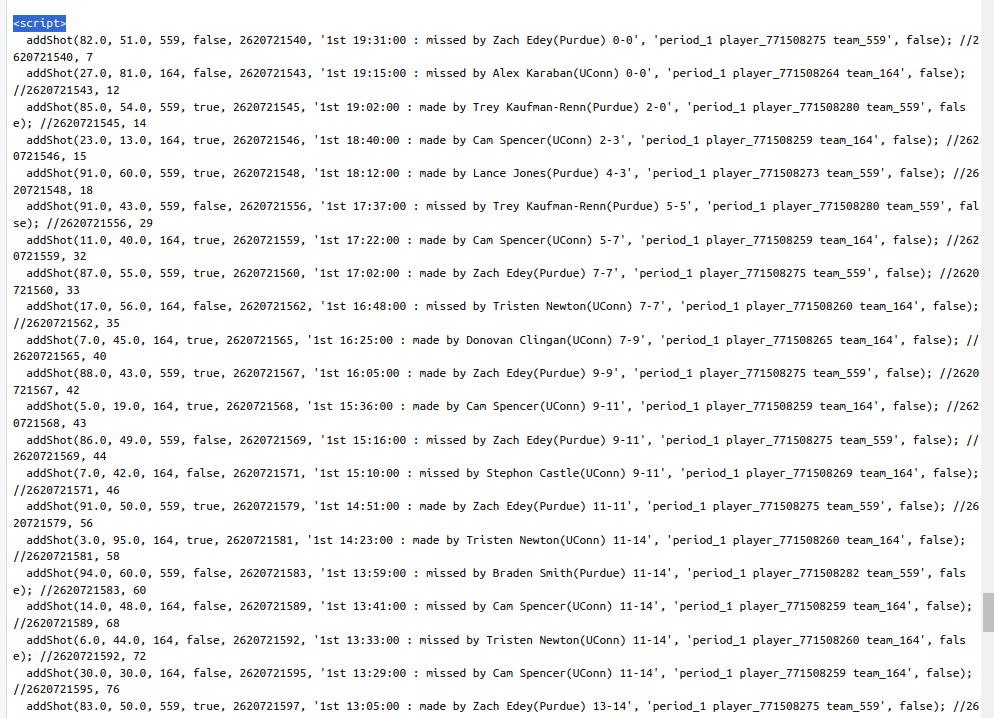 <script>
addShot(82.0, 51.0, 559, false, 2620721540, '1st 19:31:00 : missed by Zach Edey(Purdue) 0-0', 'period_1 player_771508275 team_559', false); //2
620721540, 7
addShot(27.0, 81.0, 164, false, 2620721543, '1st 19:15:00 : missed by Alex Karaban(UConn) 0-0', 'period_1 player_771508264 team_164', false);
//2620721543, 12
addShot(85.0, 54.0, 559, true, 2620721545, '1st 19:02:00 : made by Trey Kaufman-Renn(Purdue) 2-0', 'period_1 player_771508280 team_559', fals
e); //2620721545, 14
addShot(23.0, 13.0, 164, true, 2620721546, '1st 18:40:00 : made by Cam Spencer(UConn) 2-3', 'period_1 player_771508259 team_164', false); //262
0721546, 15
addShot(91.0, 60.0, 559, true, 2620721548, '1st 18:12:00 : made by Lance Jones(Purdue) 4-3', 'period_1 player_771508273 team_559', false); //26
20721548, 18
addShot(91.0, 43.0, 559, false, 2620721556, '1st 17:37:00 : missed by Trey Kaufman-Renn(Purdue) 5-5', 'period_1 player_771508280 team_559', fal
se); //2620721556, 29
addShot(11.0, 40.0, 164, true, 2620721559, '1st 17:22:00 : made by Cam Spencer(UConn) 5-7', 'period_1 player_771508259 team_164', false); //262
0721559, 32
addShot(87.0, 55.0, 559, true, 2620721560, '1st 17:02:00 : made by Zach Edey(Purdue) 7-7', 'period_1 player_771508275 team_559', false); //2620
721560, 33
addShot(17.0, 56.0, 164, false, 2620721562, '1st 16:48:00 : missed by Tristen Newton(UConn) 7-7', 'period_1 player_771508260 team_164', false);
//2620721562, 35
addShot(7.0, 45.0, 164, true, 2620721565, '1st 16:25:00 : made by Donovan Clingan(UConn) 7-9', 'period_1 player_771508265 team_164', false); //
2620721565, 40
addShot(88.0, 43.0, 559, true, 2620721567, '1st 16:05:00 : made by Zach Edey(Purdue) 9-9', 'period_1 player_771508275 team_559', false); //2620
721567, 42
addShot(5.0, 19.0, 164, true, 2620721568, '1st 15:36:00 : made by Cam Spencer(UConn) 9-11', 'period_1 player_771508259 team_164', false); //262
0721568, 43
addShot(86.0, 49.0, 559, false, 2620721569, '1st 15:16:00 : missed by Zach Edey(Purdue) 9-11', 'period_1 player_771508275 team_559', false); //
2620721569, 44
addShot(7.0, 42.0, 164, false, 2620721571, '1st 15:10:00 : missed by Stephon Castle(UConn) 9-11', 'period_1 player_771508269 team_164', false);
//2620721571, 46
addShot(91.0, 50.0, 559, true, 2620721579, '1st 14:51:00 : made by Zach Edey(Purdue) 11-11', 'period_1 player_771508275 team_559', false); //26
20721579, 56
addShot(3.0, 95.0, 164, true, 2620721581, '1st 14:23:00 : made by Tristen Newton(UConn) 11-14', 'period_1 player_771508260 team_164', false);
//2620721581, 58
addShot(94.0, 60.0, 559, false, 2620721583, '1st 13:59:00 : missed by Braden Smith(Purdue) 11-14', 'period_1 player_771508282 team_559', fals
e); //2620721583, 60
addShot(14.0, 48.0, 164, false, 2620721589, '1st 13:41:00 : missed by Cam Spencer(UConn) 11-14', 'period_1 player_771508259 team_164', false);
//2620721589, 68
addShot(6.0, 44.0, 164, false, 2620721592, '1st 13:33:00 : missed by Tristen Newton(UConn) 11-14', 'period_1 player_771508260 team_164', fals
e); //2620721592, 72
addShot(30.0, 30.0, 164, false, 2620721595, '1st 13:29:00 : missed by Cam Spencer(UConn) 11-14', 'period_1 player_771508259 team_164', false);
//2620721595, 76
addShot(83.0, 50.0, 559, true, 2620721597, '1st 13:05:00 : made by Zach Edey(Purdue) 13-14', 'period_1 player_771508275 team_559', false); //26